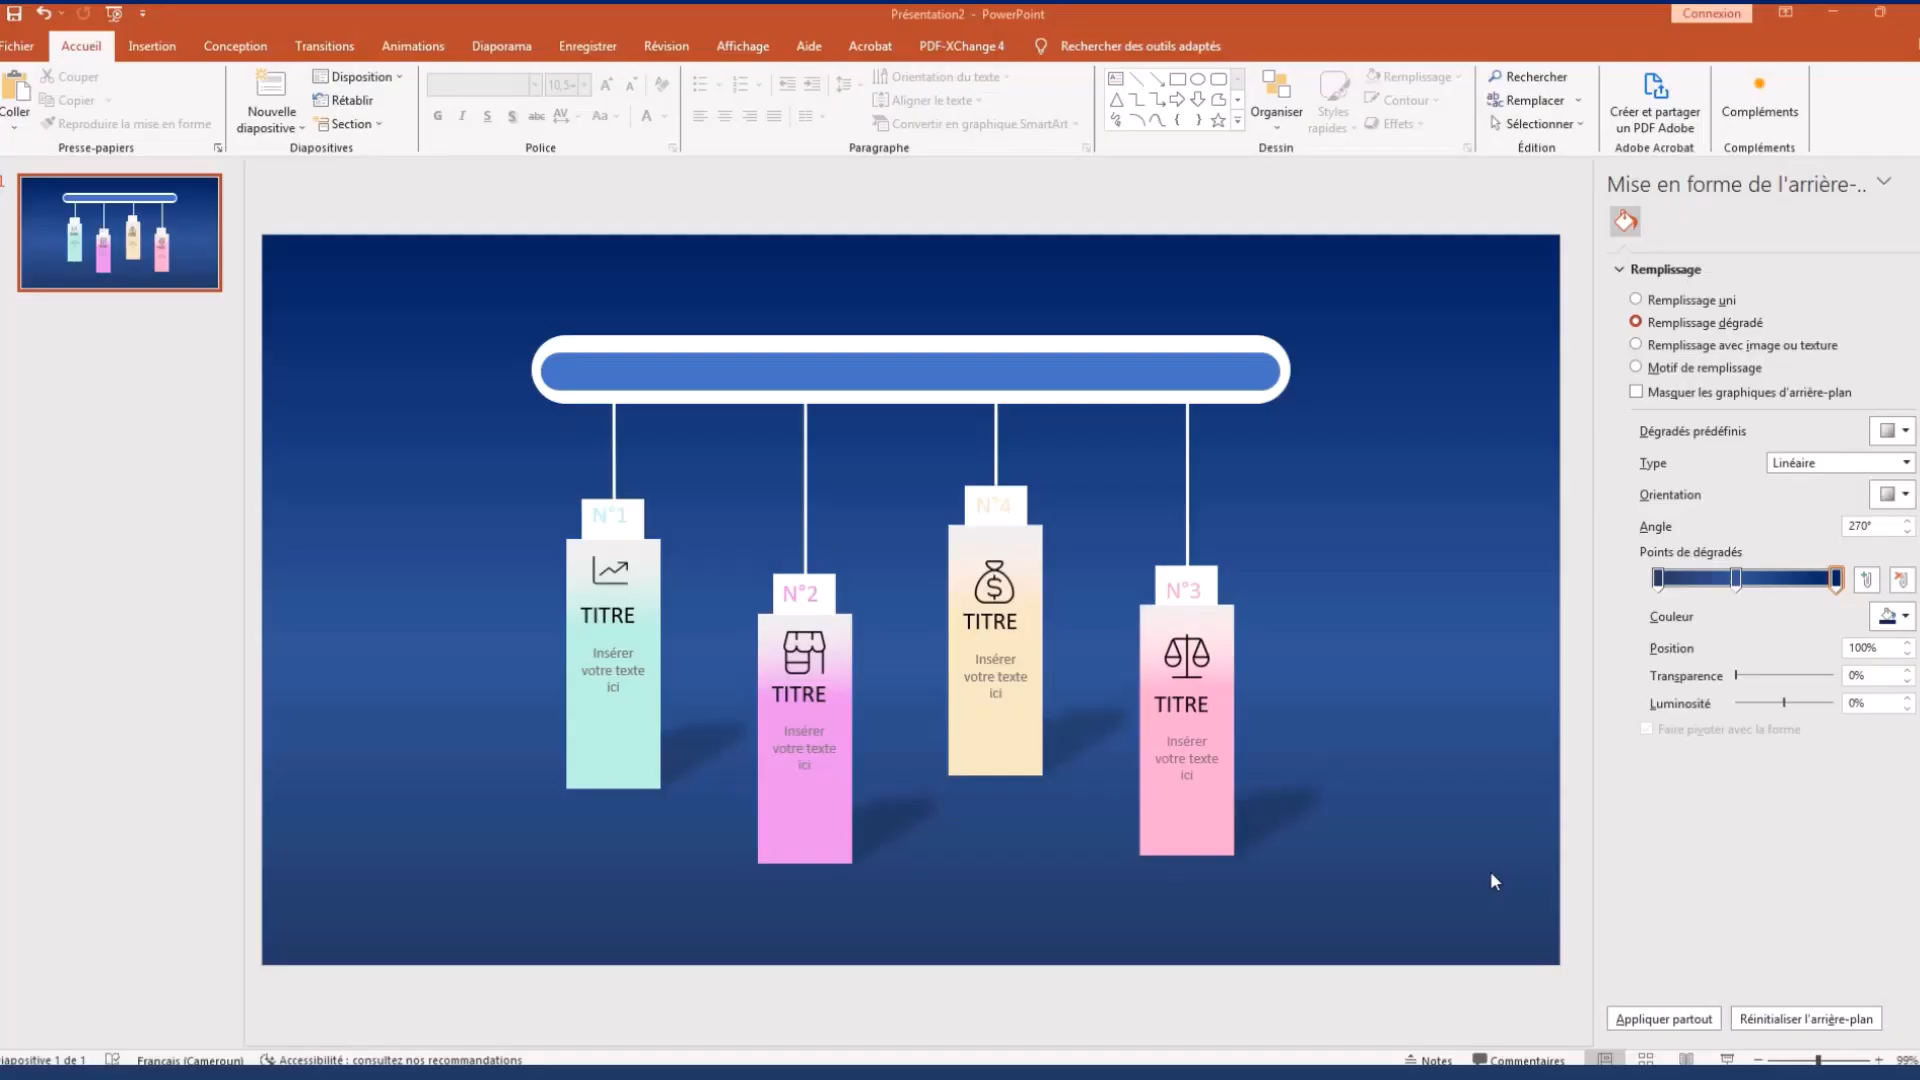 Présentation2 - PowerPoint
Connexion
Fichier Accueil Insertion Conception Transitions Animations Diaporama Enregistrer Révision Affichage Aide Acrobat PDF-XChange 4 Rechercher des outils adaptés
Coller
Couper
Copier
Reproduire la mise en forme
Presse-papiers
Nouvelle
diapositive
Disposition
Rétablir
Section
Diapositives
10,5+
G I S S abc AV Aa A
Police
Orientation du texte
Aligner le texte
Convertir en graphique SmartArt
Paragraphe
Organiser
Styles
rapides
Remplissage
Contour
Effets
Dessin
Rechercher
Remplacer
Sélectionner
Édition
Créer et partager
un PDF Adobe
Adobe Acrobat
Compléments
Compléments
1
N°1
TITRE
Insérer
votre texte
ici
N°2
TITRE
Insérer
votre texte
ici
N°4
TITRE
Insérer
votre texte
ici
N°3
TITRE
Insérer
votre texte
ici
Mise en forme de l'arrière-..
Remplissage
Remplissage uni
Remplissage dégradé
Remplissage avec image ou texture
Motif de remplissage
Masquer les graphiques d'arrière-plan
Dégradés prédéfinis
Type Linéaire
Orientation
Angle 270°
Points de dégradés
Couleur
Position 100%
Transparence 0%
Luminosité 0%
Faire pivoter avec la forme
Appliquer partout Réinitialiser l'arrière-plan
iapositive 1 de 1 Français (Cameroun) Accessibilité : consultez nos recommandations Notes Commentaires 99%